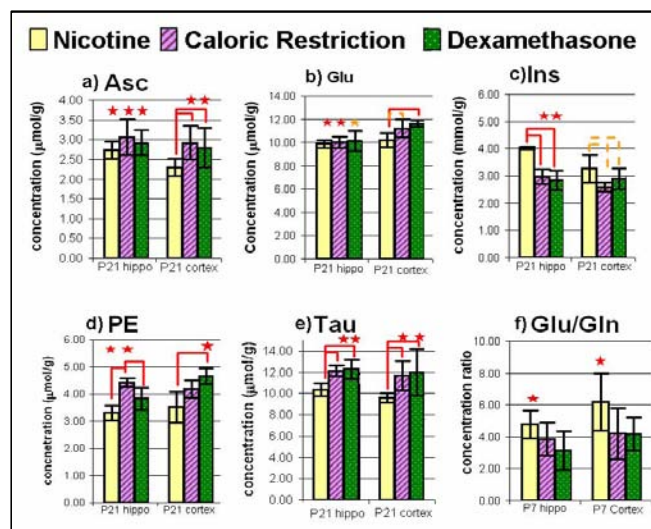 Nicotine Caloric Restriction Dexamethasone
a) Asc
concentration (µmol/g)
4.00
3.50
3.00
2.50
2.00
1.50
1.00
0.50
0.00
P21 hippo P21 cortex
b) Glu
Concentration (µmol/g)
14.00
12.00
10.00
8.00
6.00
4.00
2.00
0.00
P21 hippo P21 cortex
c) Ins
concentration (mmol/g)
6.00
5.00
4.00
3.00
2.00
1.00
0.00
P21 hippo P21 cortex
d) PE
concnetration (µmol/g)
6.00
5.00
4.00
3.00
2.00
1.00
0.00
P21 hippo P21 cortex
e) Tau
concentration (µmol/g)
16.00
14.00
12.00
10.00
8.00
6.00
4.00
2.00
0.00
P21 hippo P21 cortex
f) Glu/Gln
concentration ratio
10.00
8.00
6.00
4.00
2.00
0.00
P7 hippo P7 Cortex